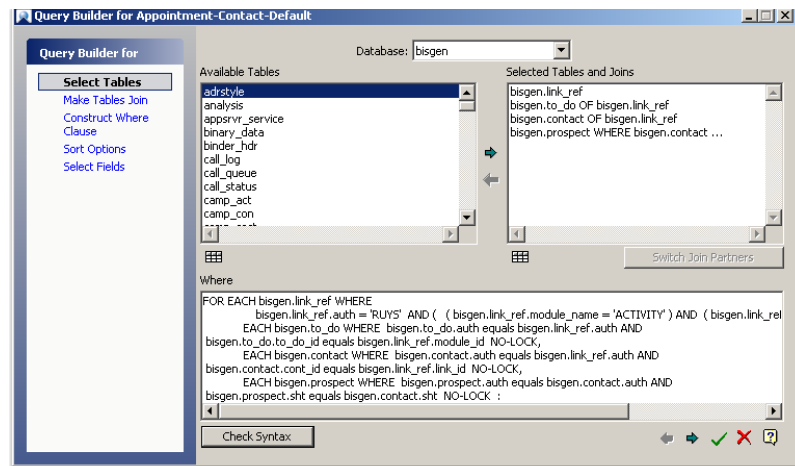 Query Builder for Appointment-Contact-Default
Query Builder for
Select Tables
Make Tables Join
Construct Where
Clause
Sort Options
Select Fields
Database: bisgen
Available Tables
adrstyle
analysis
appsrvr_service
binary_data
binder_hdr
call_log
call_queue
call_status
camp_act
camp_con
Selected Tables and Joins
bisgen.link_ref
bisgen.to_do OF bisgen.link_ref
bisgen.contact OF bisgen.link_ref
bisgen.prospect WHERE bisgen.contact ...
Switch Join Partners
Where
FOR EACH bisgen.link_ref WHERE
bisgen.link_ref.auth = 'RUYS' AND ( ( bisgen.link_ref.module_name = 'ACTIVITY' ) AND ( bisgen.link_ref
EACH bisgen.to_do WHERE bisgen.to_do.auth equals bisgen.link_ref.auth AND
bisgen.to_do.to_do_id equals bisgen.link_ref.module_id NO-LOCK,
EACH bisgen.contact WHERE bisgen.contact.auth equals bisgen.link_ref.auth AND
bisgen.contact.cont_id equals bisgen.link_ref.link_id NO-LOCK,
EACH bisgen.prospect WHERE bisgen.prospect.auth equals bisgen.contact.auth AND
bisgen.prospect.sht equals bisgen.contact.sht NO-LOCK :
Check Syntax